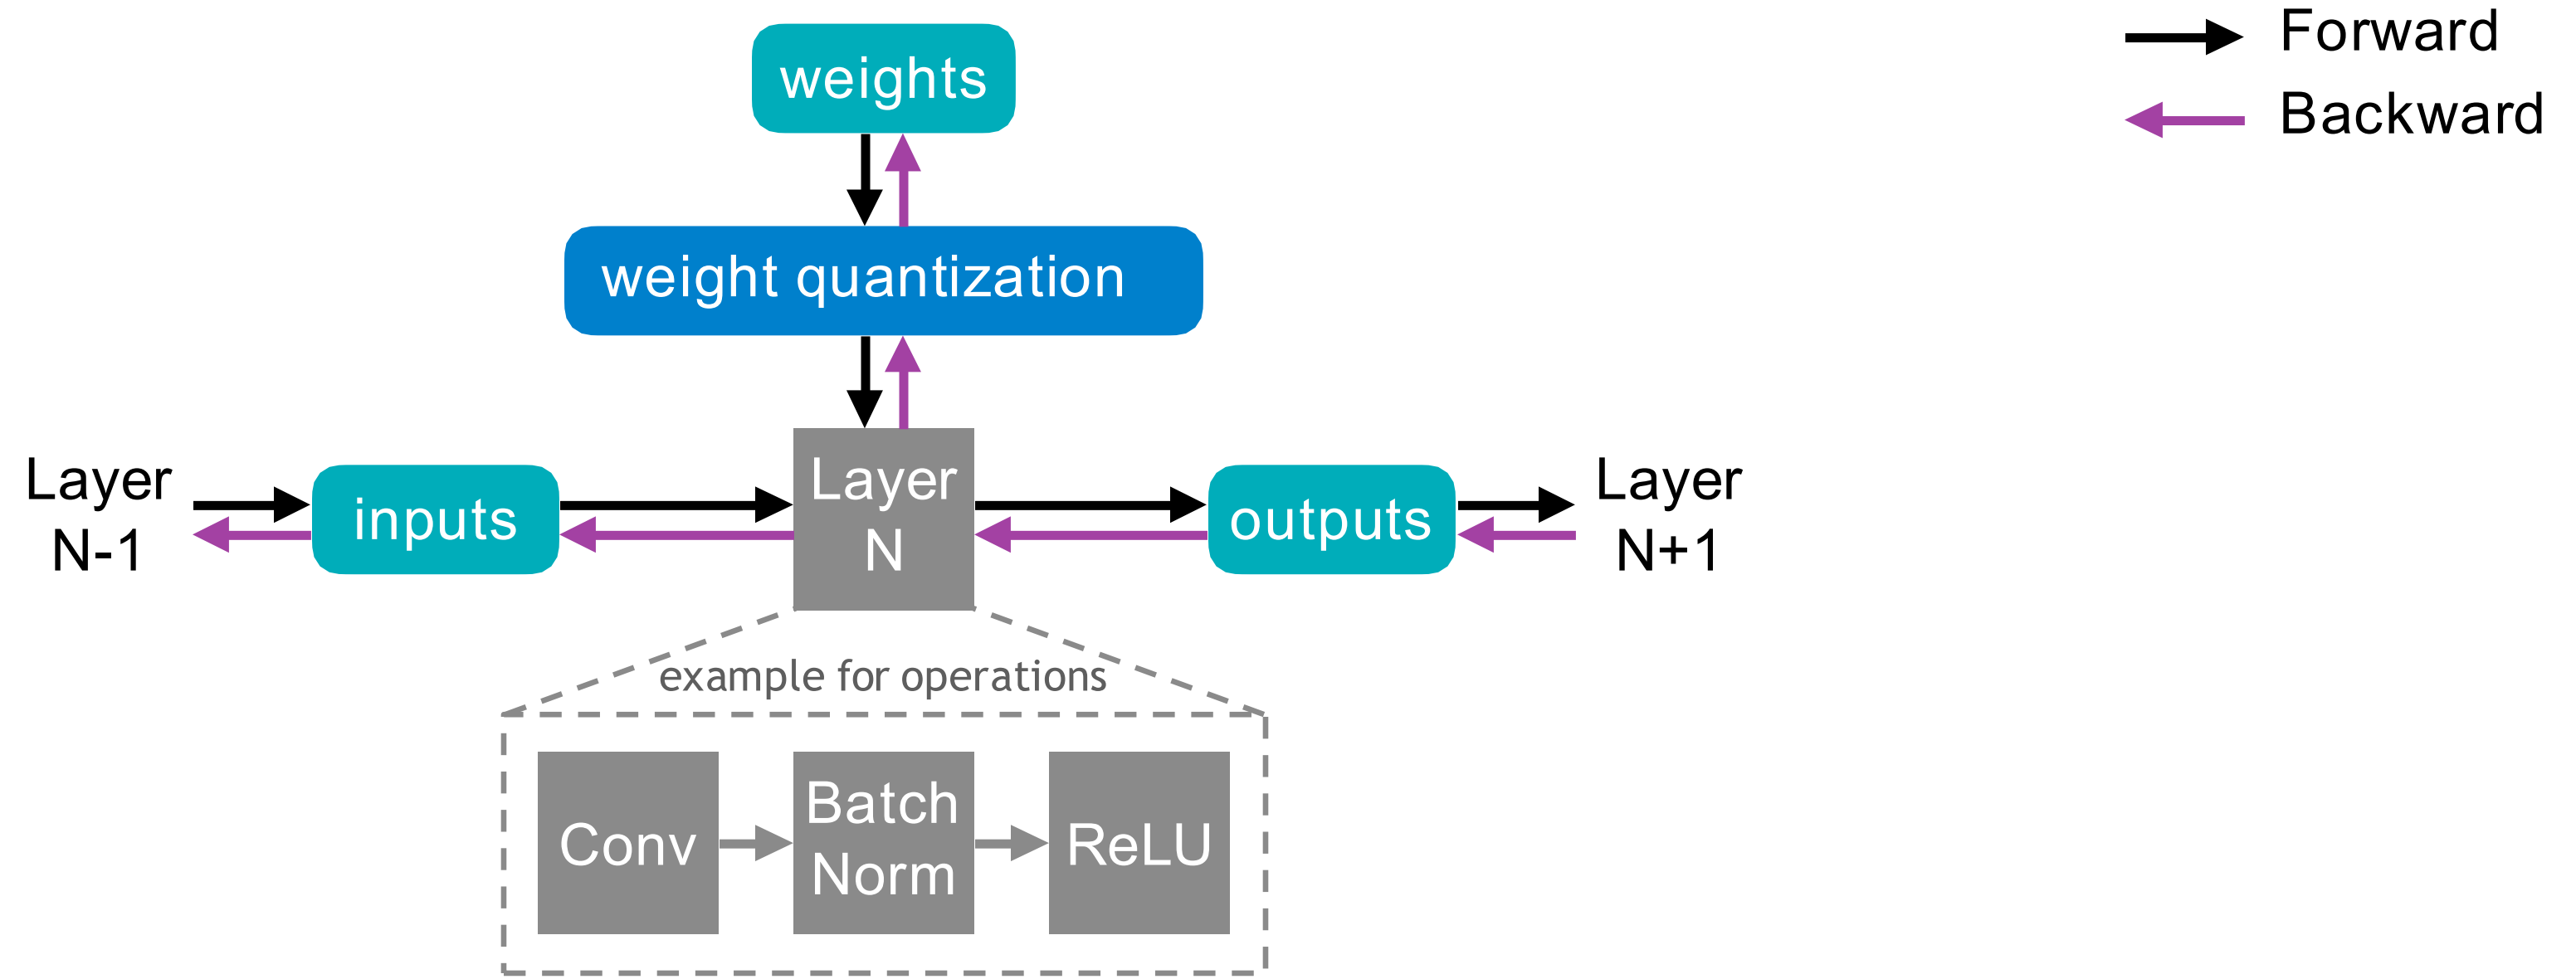 weights
Forward
Backward
weight quantization
Layer
N-1
inputs
Layer
N
outputs
Layer
N+1
example for operations
Conv
Batch
Norm
ReLU